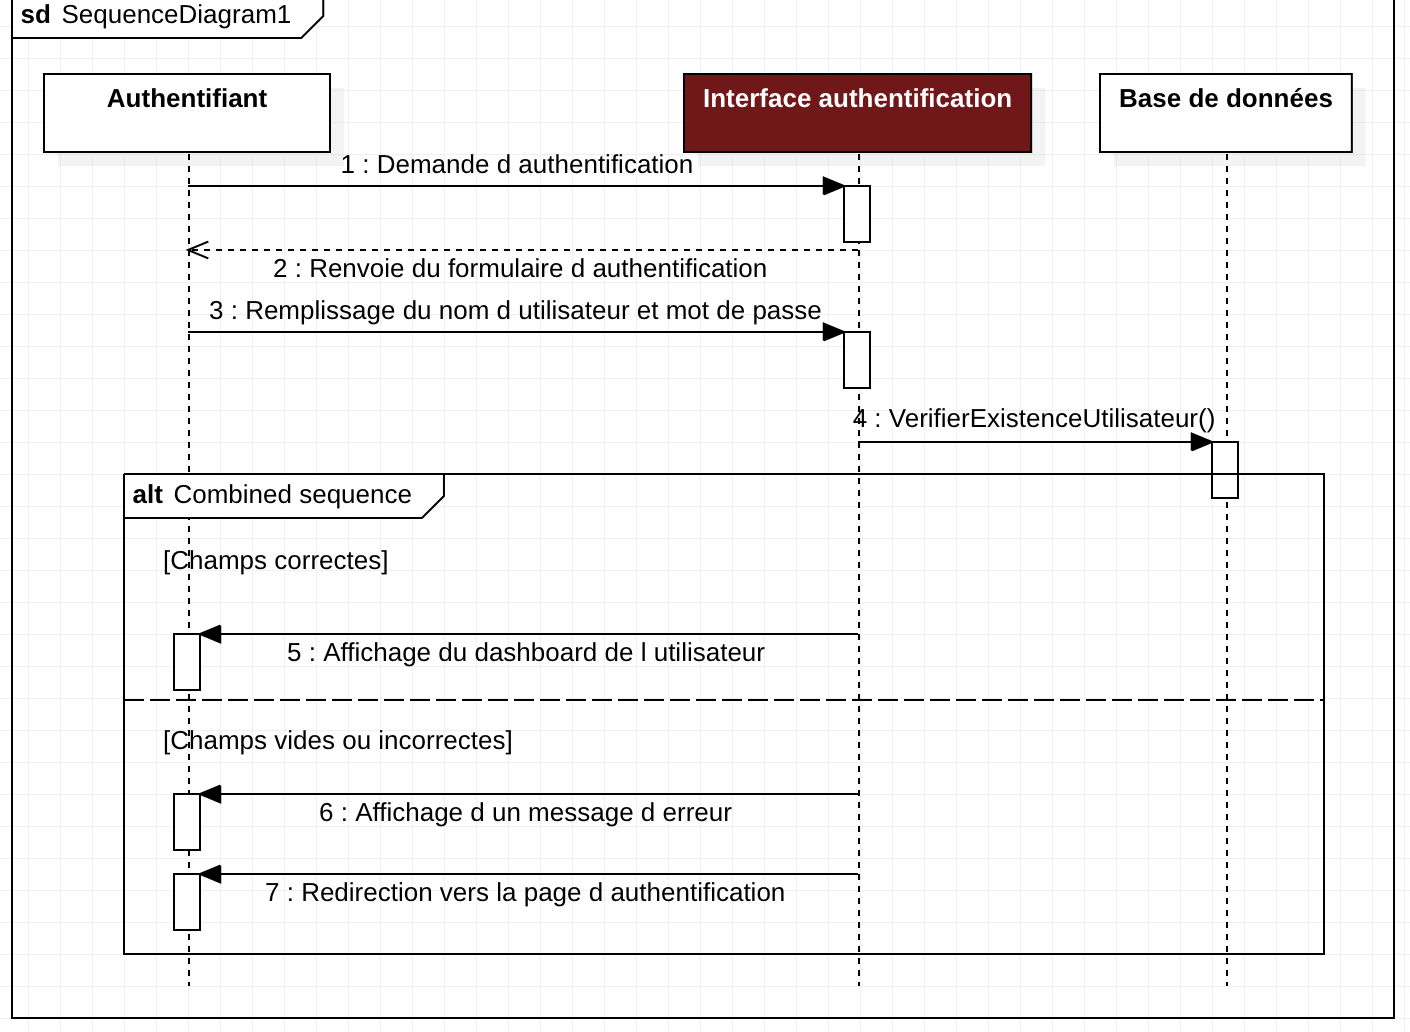 sd SequenceDiagram1
Authentifiant
Interface authentification
Base de données
1 : Demande d authentification
2 : Renvoie du formulaire d authentification
3 : Remplissage du nom d utilisateur et mot de passe
4 : VerifierExistenceUtilisateur()
alt Combined sequence
[Champs correctes]
5 : Affichage du dashboard de l utilisateur
[Champs vides ou incorrectes]
6 : Affichage d un message d erreur
7 : Redirection vers la page d authentification